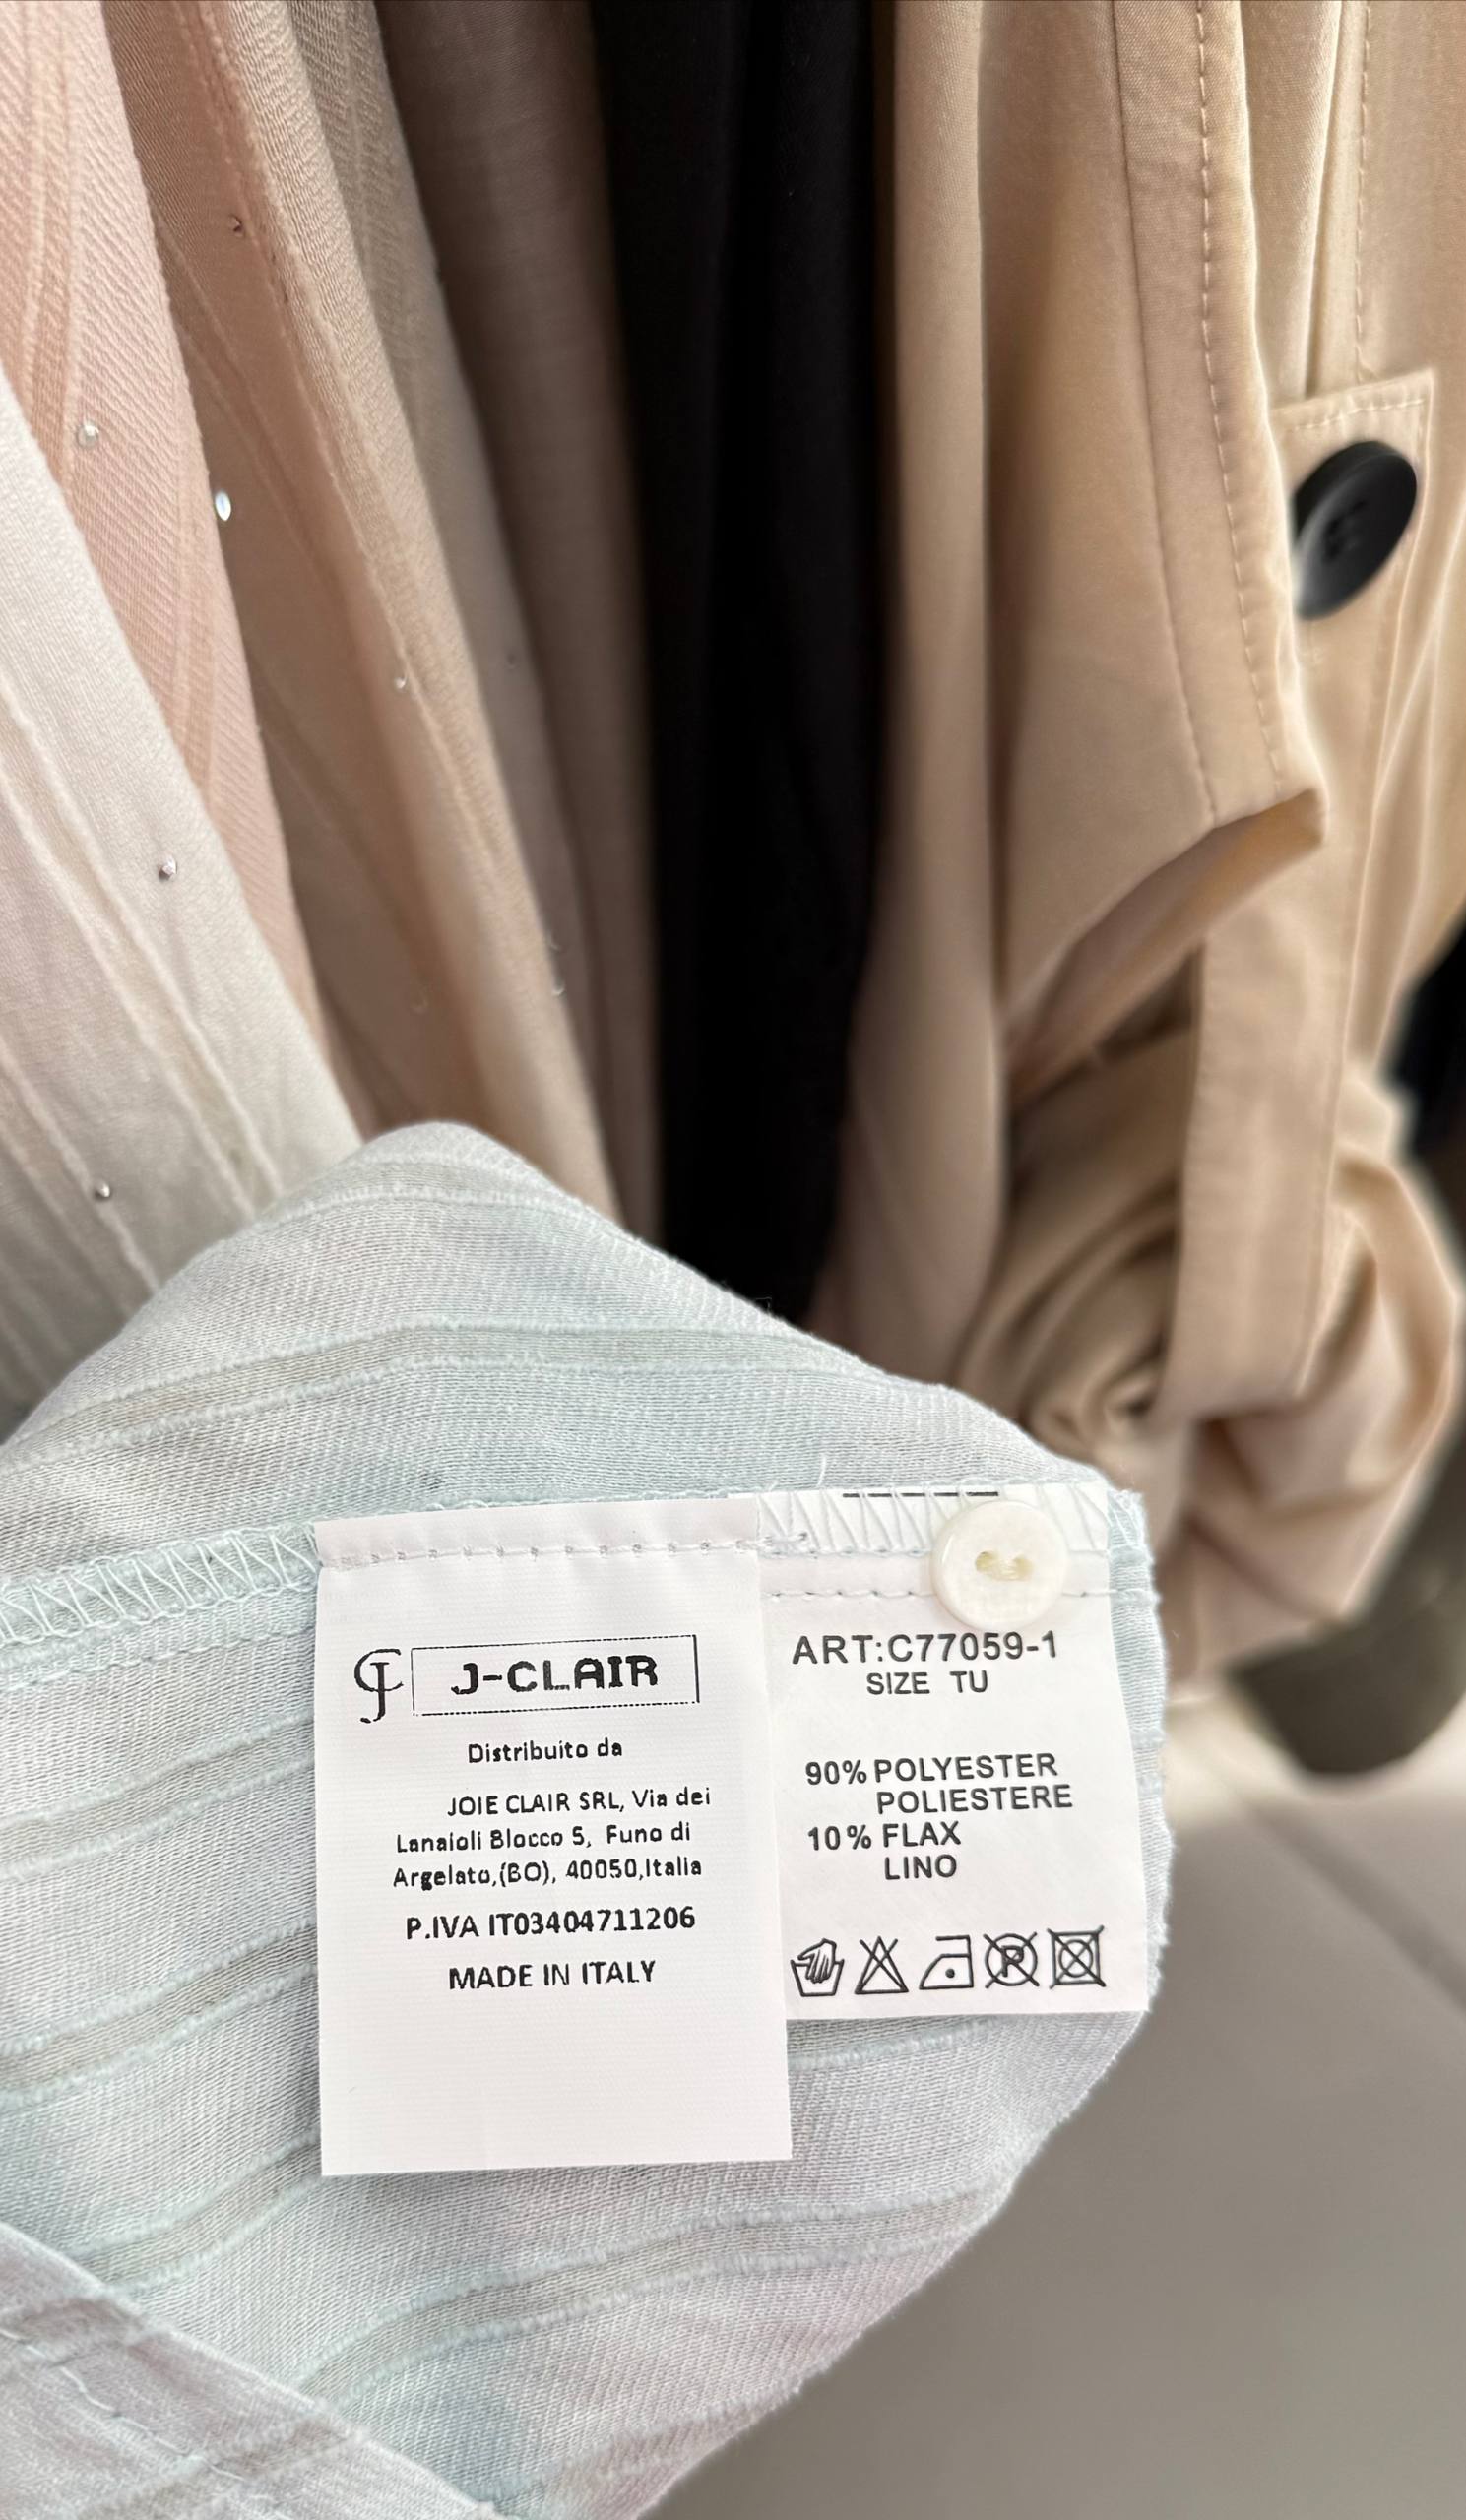 J-CLAIR
Distribuito da
JOIE CLAIR SRL, Via dei
Lanaioli Blocco 5, Funo di
Argelato,(BO), 40050,Italia
P.IVA IT03404711206
MADE IN ITALY
ART:C77059-1
SIZE TU
90% POLYESTER
POLIESTERE
10% FLAX
LINO